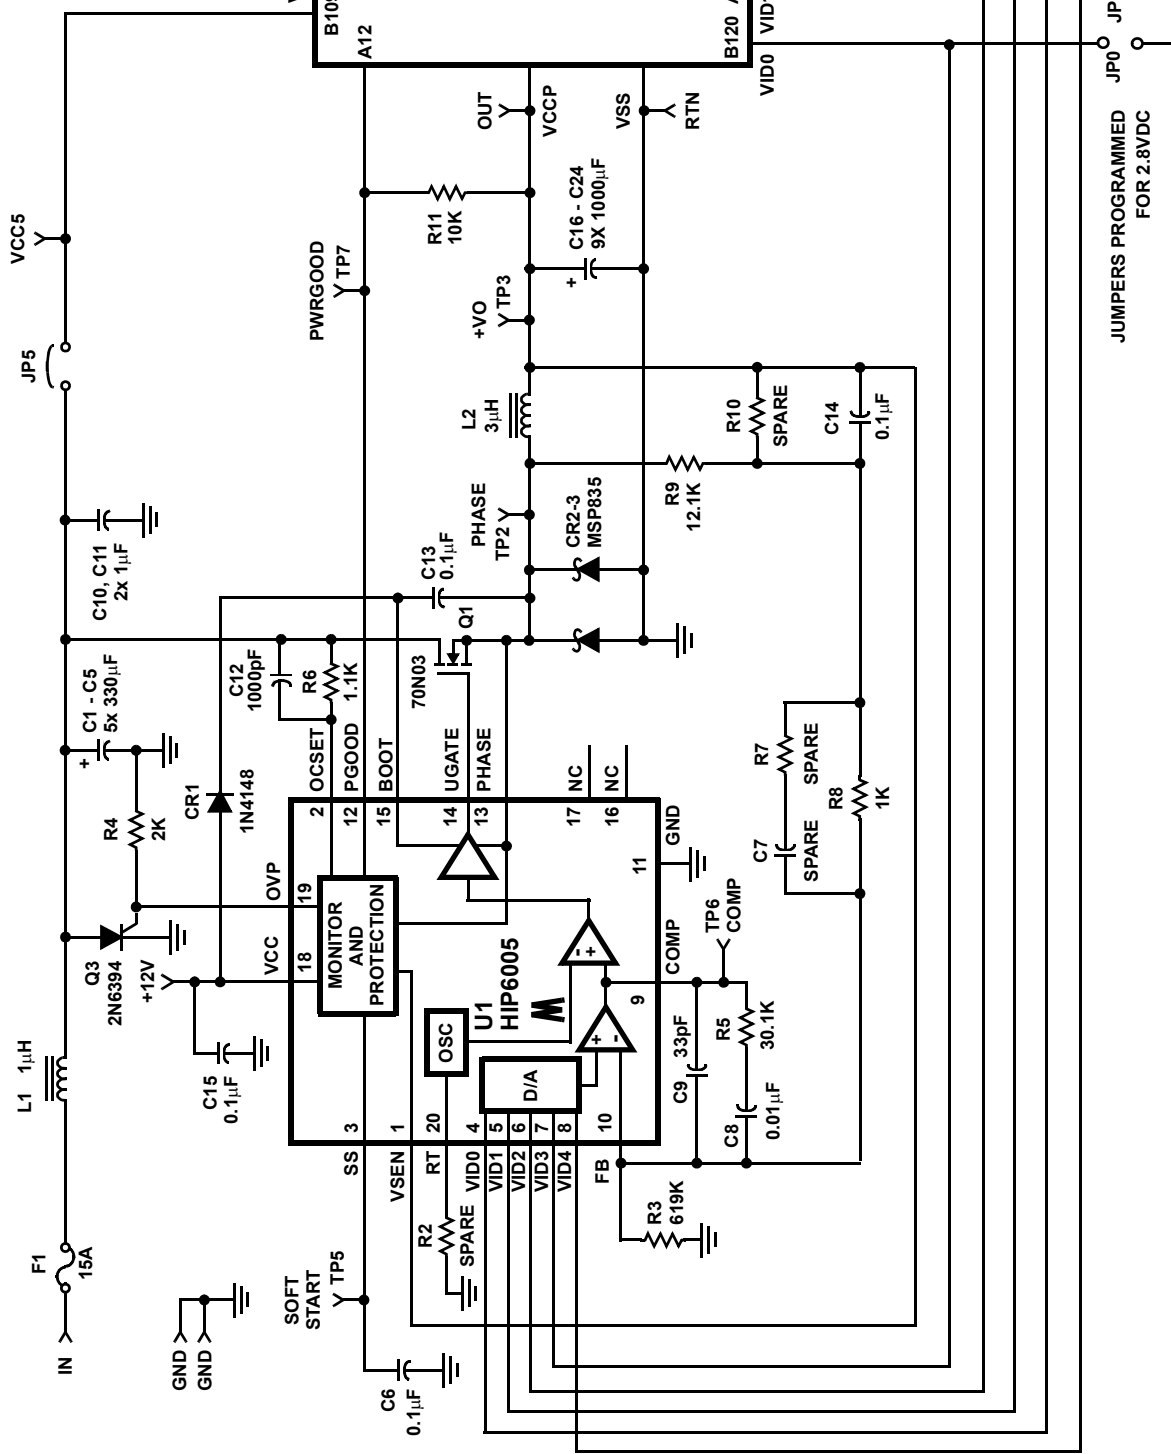 IN
F1
15A
GND
GND
L1 1µH
Q3
2N6394
+12V
C15
0.1µF
R4
2K
+
C1 - C5
5x 330µF
CR1
1N4148
C10, C11
2x 1µF
JP5
VCC5
C12
1000pF
R6
1.1K
VCC
OVP
OCSET
PGOOD
BOOT
UGATE
PHASE
NC
NC
GND
COMP
18
19
2
12
15
14
13
17
16
11
9
MONITOR
AND
PROTECTION
U1
HIP6005
OSC
D/A
+
-
+
-
3
1
20
4
5
6
7
8
10
SS
VSEN
RT
VID0
VID1
VID2
VID3
VID4
FB
SOFT
START
TP5
C6
0.1µF
R2
SPARE
R3
619K
C9
33pF
C8
0.01µF
R5
30.1K
TP6
COMP
C7
SPARE
R7
SPARE
R8
1K
70N03
Q1
C13
0.1µF
PHASE
TP2
CR2-3
MSP835
L2
3µH
R9
12.1K
R10
SPARE
C14
0.1µF
+VO
TP3
PWRGOOD
TP7
R11
10K
+
C16 - C24
9X 1000µF
OUT
VCCP
VSS
RTN
A12
B120
VID0
JP0
JUMPERS PROGRAMMED
FOR 2.8VDC